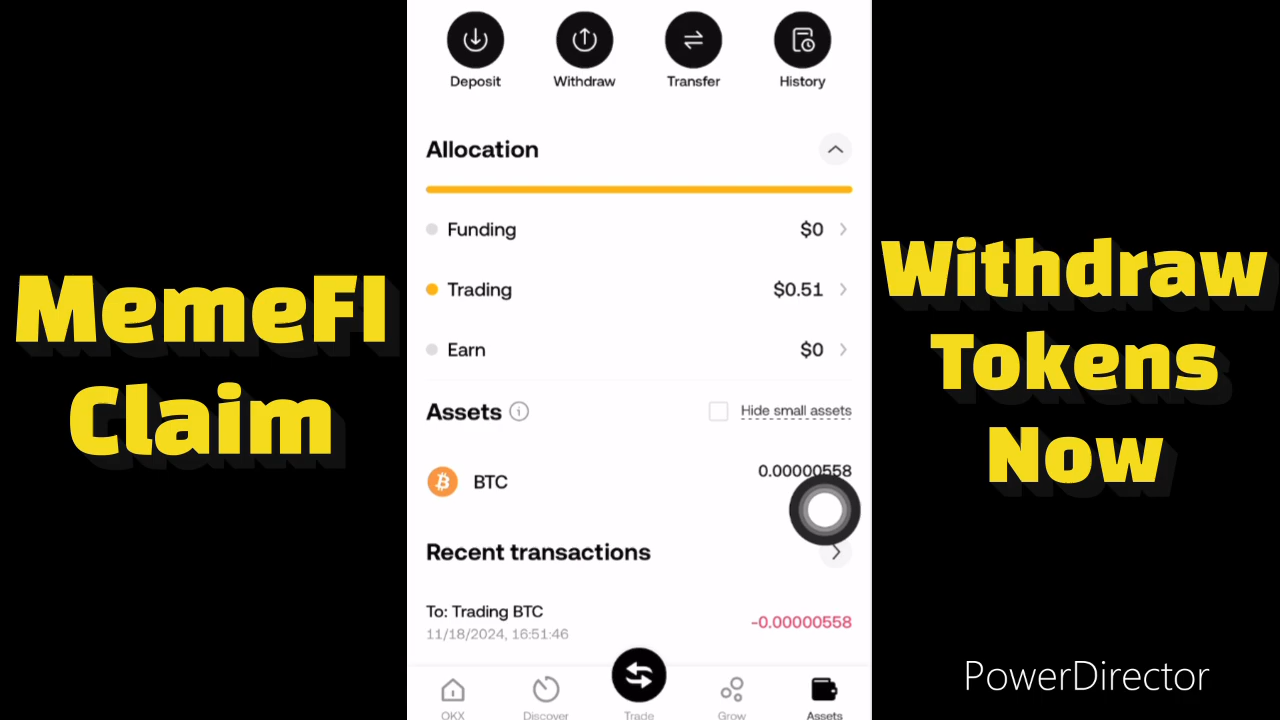 Deposit
Withdraw
Transfer
History
Allocation
Funding
$0
Trading
$0.51
Earn
$0
Assets
Hide small assets
BTC
0.00000558
Recent transactions
To: Trading BTC
11/18/2024, 16:51:46
-0.00000558
OKX
Discover
Trade
Grow
Assets
MemeFI
Claim
Withdraw
Tokens
Now
PowerDirector